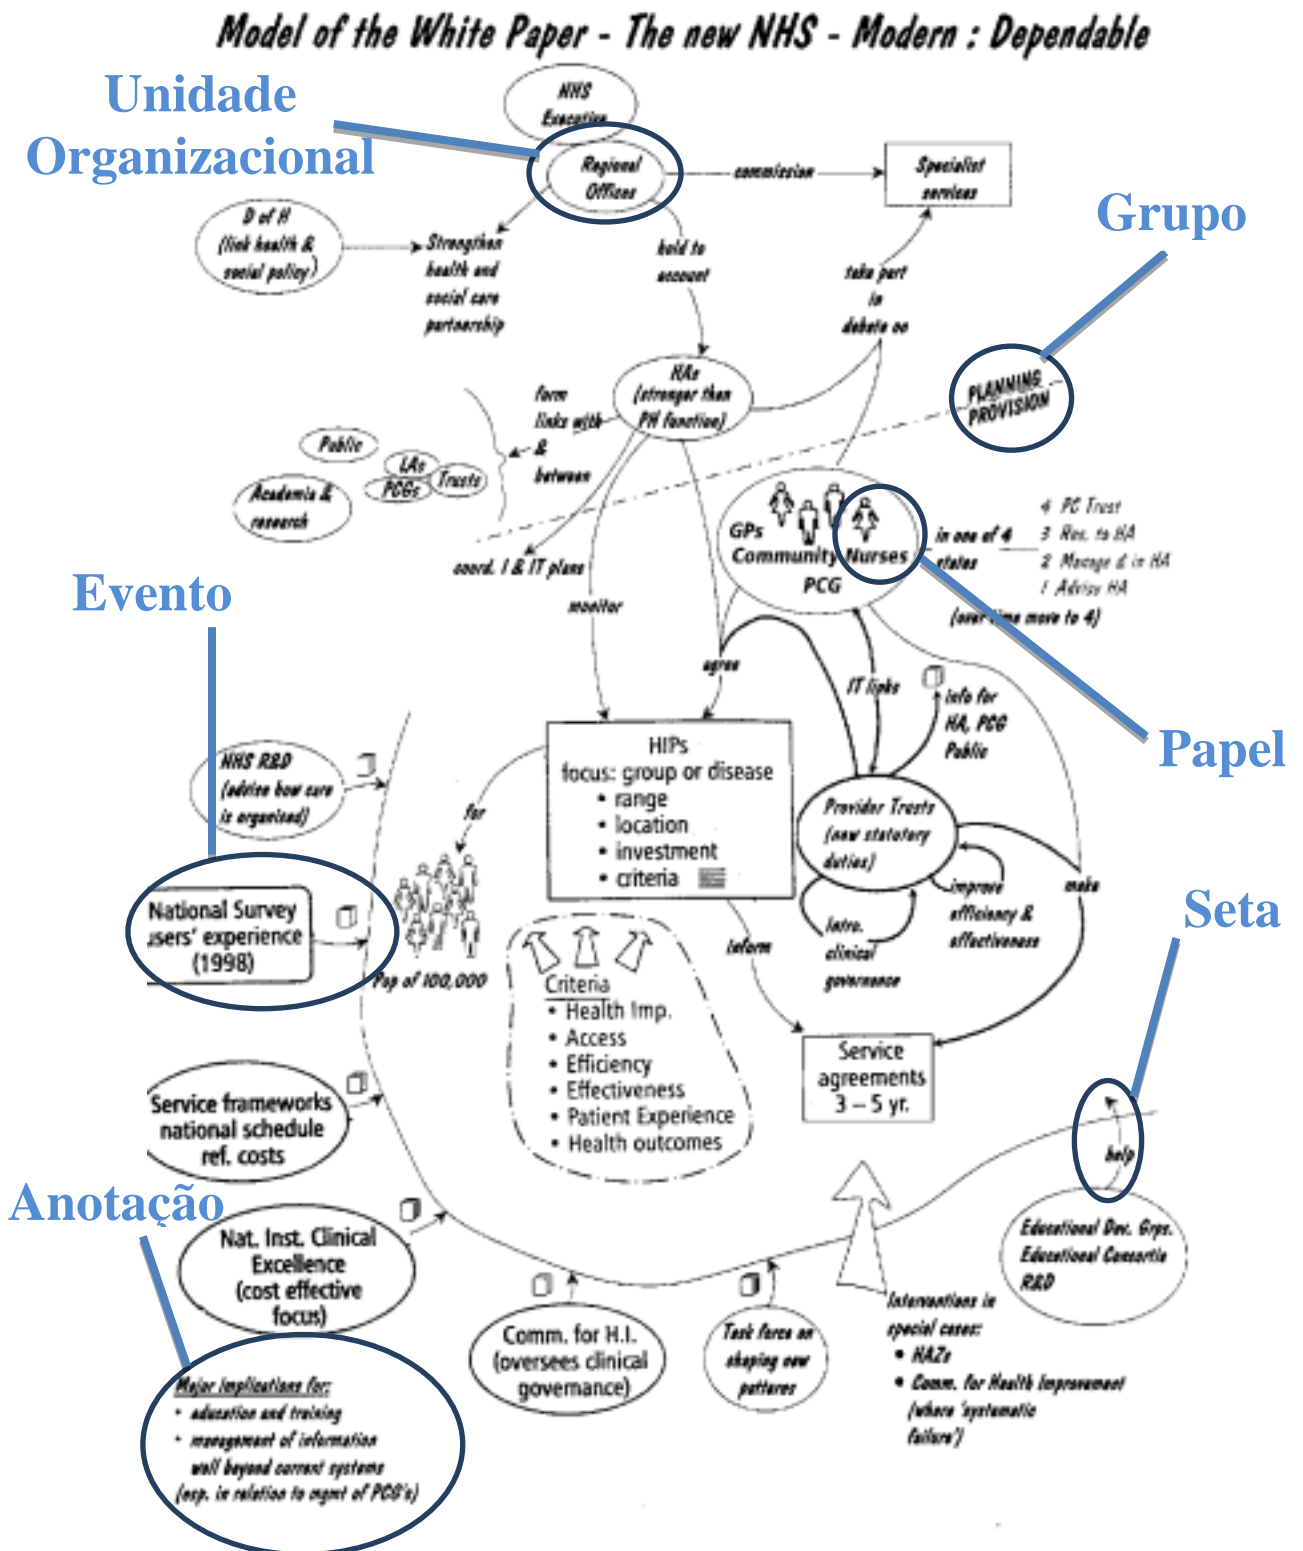 Model of the White Paper - The new NHS - Modern : Dependable
Unidade
Organizacional
NHS
Executive
Regional
Offices
commission
Specialist
services
Grupo
D of H
(link health &
social policy)
Strengthen
health and
social care
partnership
hold to
account
take part
in
debate on
HAs
(stronger then
PH function)
PLANNING
PROVISION
form
links with
&
between
Public
LAs
PCGs
Trusts
Academia &
research
coord. I & IT plans
GPs
Community Nurses
PCG
in one of 4
states
4 PC Trust
3 Res. to HA
2 Manage £ in HA
1 Advise HA
(over time move to 4)
Evento
monitor
agree
IT links
info for
HA, PCG
Public
Papel
HIPs
focus: group or disease
• range
• location
• investment
• criteria
NHS R&D
(advise how care
is organised)
for
Provider Trusts
(new statutory
duties)
improve
efficiency &
effectiveness
make
Seta
National Survey
users' experience
(1998)
Pop of 100,000
Intro.
clinical
governance
inform
Criteria
• Health Imp.
• Access
• Efficiency
• Effectiveness
• Patient Experience
• Health outcomes
Service
agreements
3 – 5 yr.
Service frameworks
national schedule
ref. costs
help
Anotação
Nat. Inst. Clinical
Excellence
(cost effective
focus)
Educational Dev. Grps.
Educational Consortia
R&D
Comm. for H.I.
(oversees clinical
governance)
Task force on
shaping new
patterns
Interventions in
special cases:
• HAZs
• Comm. for Health Improvement
(where 'systematic
failure')
Major Implications for:
• education and training
• management of information
well beyond current systems
(esp. in relation to mgmt of PCG's)